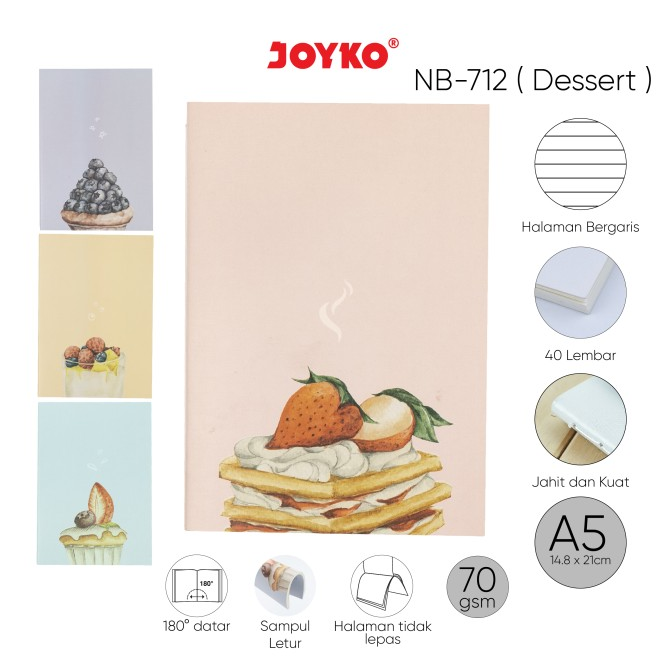 JOYKO®
NB-712 ( Dessert )
Halaman Bergaris
40 Lembar
Jahit dan Kuat
A5
14.8 x 21cm
180°
180° datar
Sampul
Letur
Halaman tidak
lepas
70
gsm